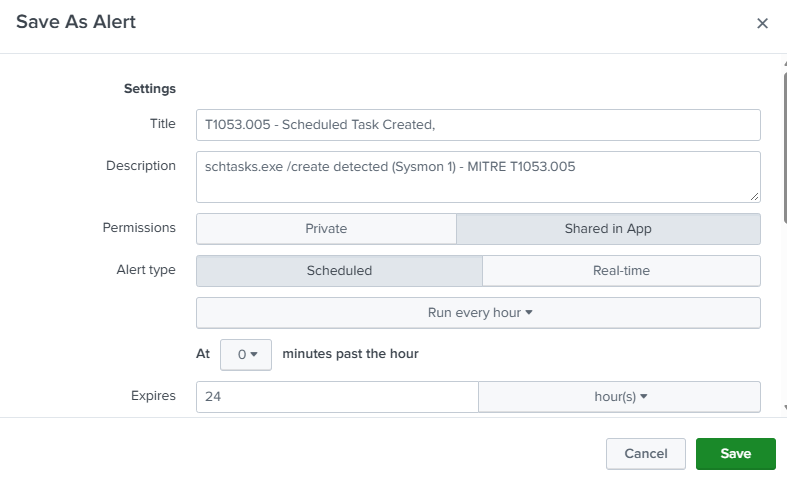 Save As Alert
×
Settings
Title T1053.005 - Scheduled Task Created,
Description schtasks.exe /create detected (Sysmon 1) - MITRE T1053.005
Permissions Private Shared in App
Alert type Scheduled Real-time
Run every hour
At 0 minutes past the hour
Expires 24 hour(s)
Cancel Save